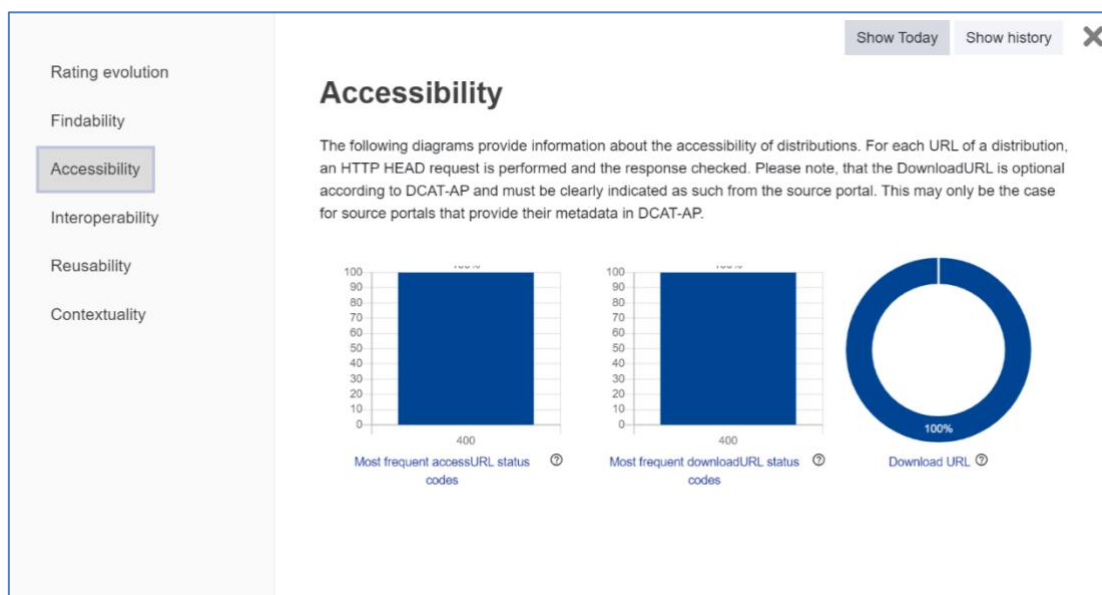 Show Today
Show history
Rating evolution
Findability
Accessibility
Interoperability
Reusability
Contextuality
Accessibility
The following diagrams provide information about the accessibility of distributions. For each URL of a distribution,
an HTTP HEAD request is performed and the response checked. Please note, that the DownloadURL is optional
according to DCAT-AP and must be clearly indicated as such from the source portal. This may only be the case
for source portals that provide their metadata in DCAT-AP.
100
90
80
70
60
50
40
30
20
10
0
400
Most frequent accessURL status
codes
100
90
80
70
60
50
40
30
20
10
0
400
Most frequent downloadURL status
codes
100%
Download URL